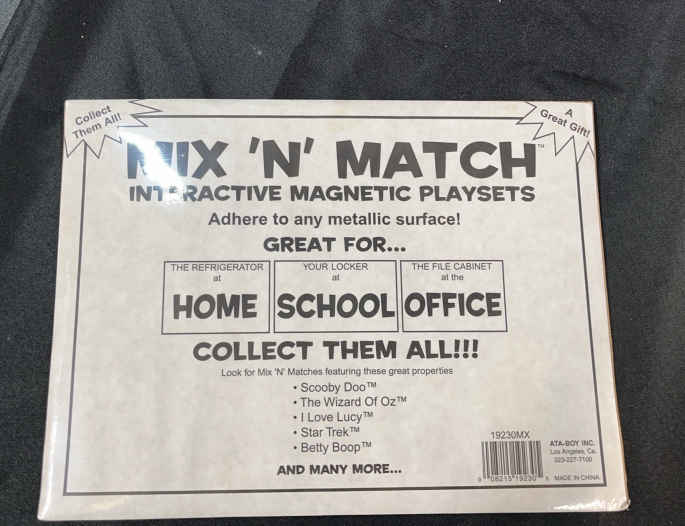 Collect
Them All!
A
Great Gift!
MIX 'N' MATCH™
INTERACTIVE MAGNETIC PLAYSETS
Adhere to any metallic surface!
GREAT FOR...
THE REFRIGERATOR
at
HOME
YOUR LOCKER
at
SCHOOL
THE FILE CABINET
at the
OFFICE
COLLECT THEM ALL!!!
Look for Mix 'N' Matches featuring these great properties
• Scooby Doo™
• The Wizard Of Oz™
• I Love Lucy™
• Star Trek™
• Betty Boop™
AND MANY MORE...
19230MX
ATA-BOY INC.
Los Angeles, Ca.
323-227-7100
MADE IN CHINA